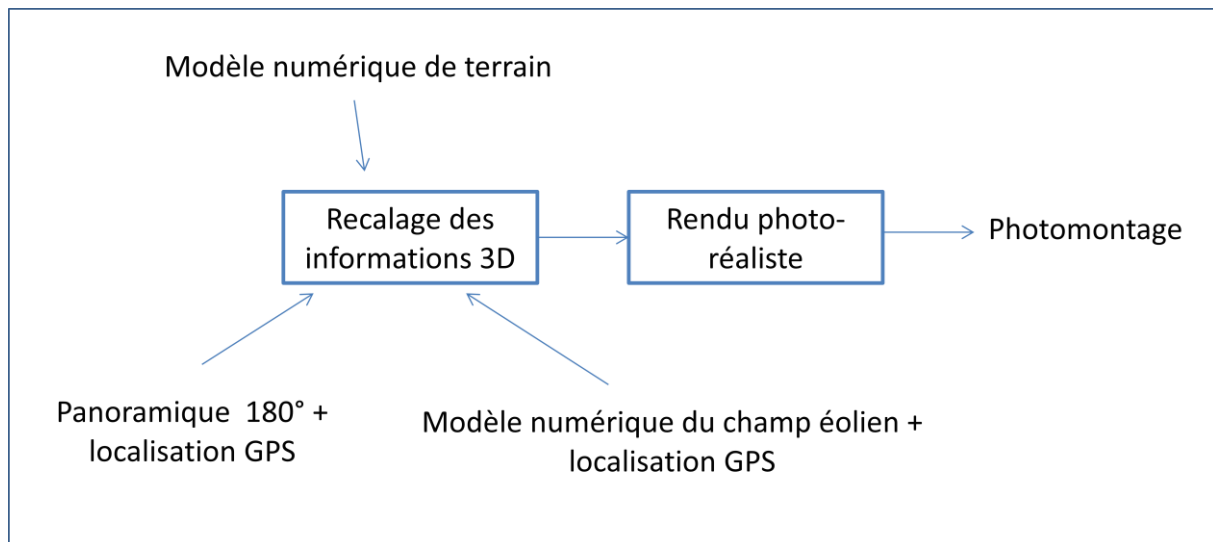 Modèle numérique de terrain
Recalage des
informations 3D
Rendu photo-
réaliste
Photomontage
Panoramique 180° +
localisation GPS
Modèle numérique du champ éolien +
localisation GPS